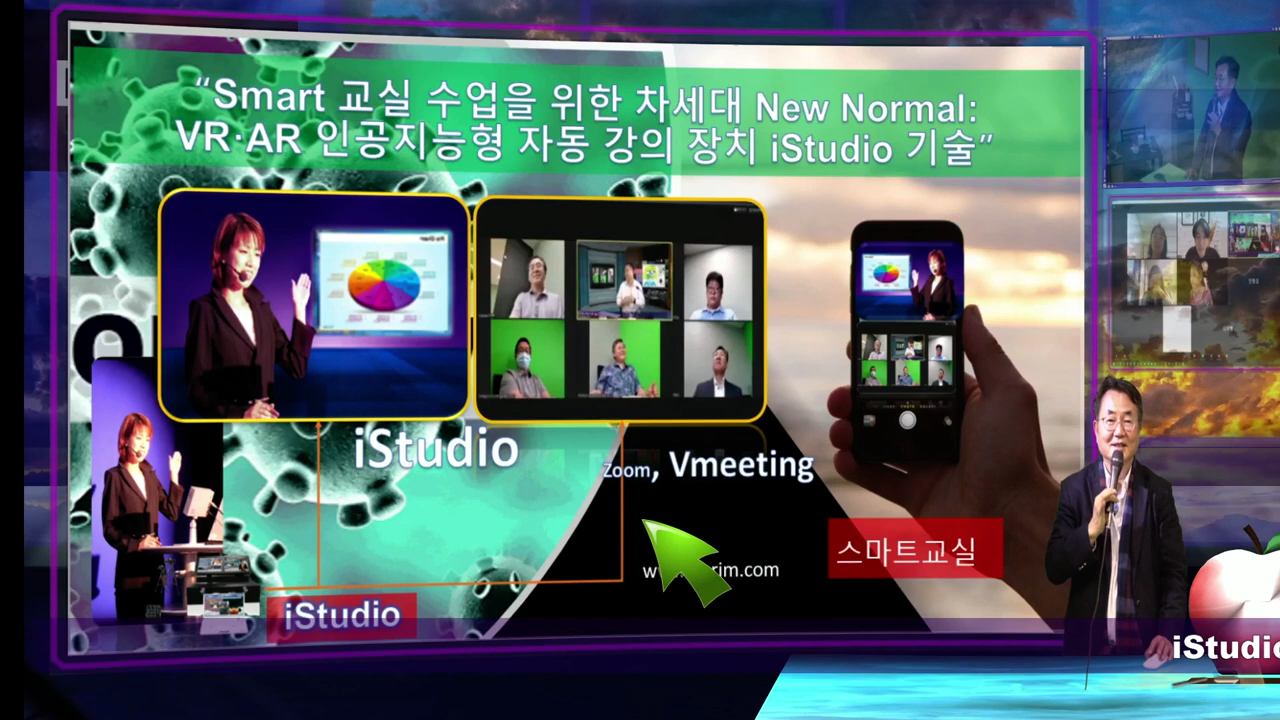 “Smart 교실 수업을 위한 차세대 New Normal:
VR·AR 인공지능형 자동 강의 장치 iStudio 기술”
iStudio
Zoom, Vmeeting
스마트교실
iStudio
iStudio